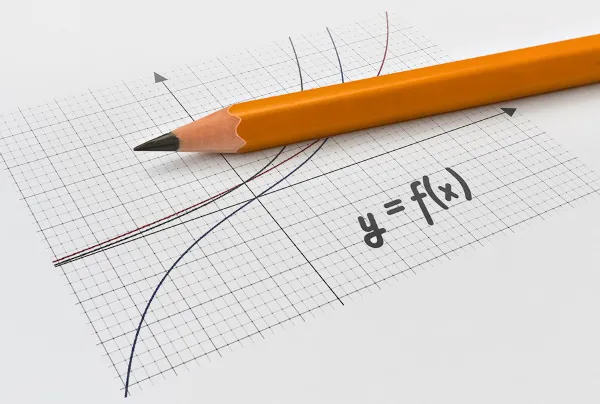 y = f(x)